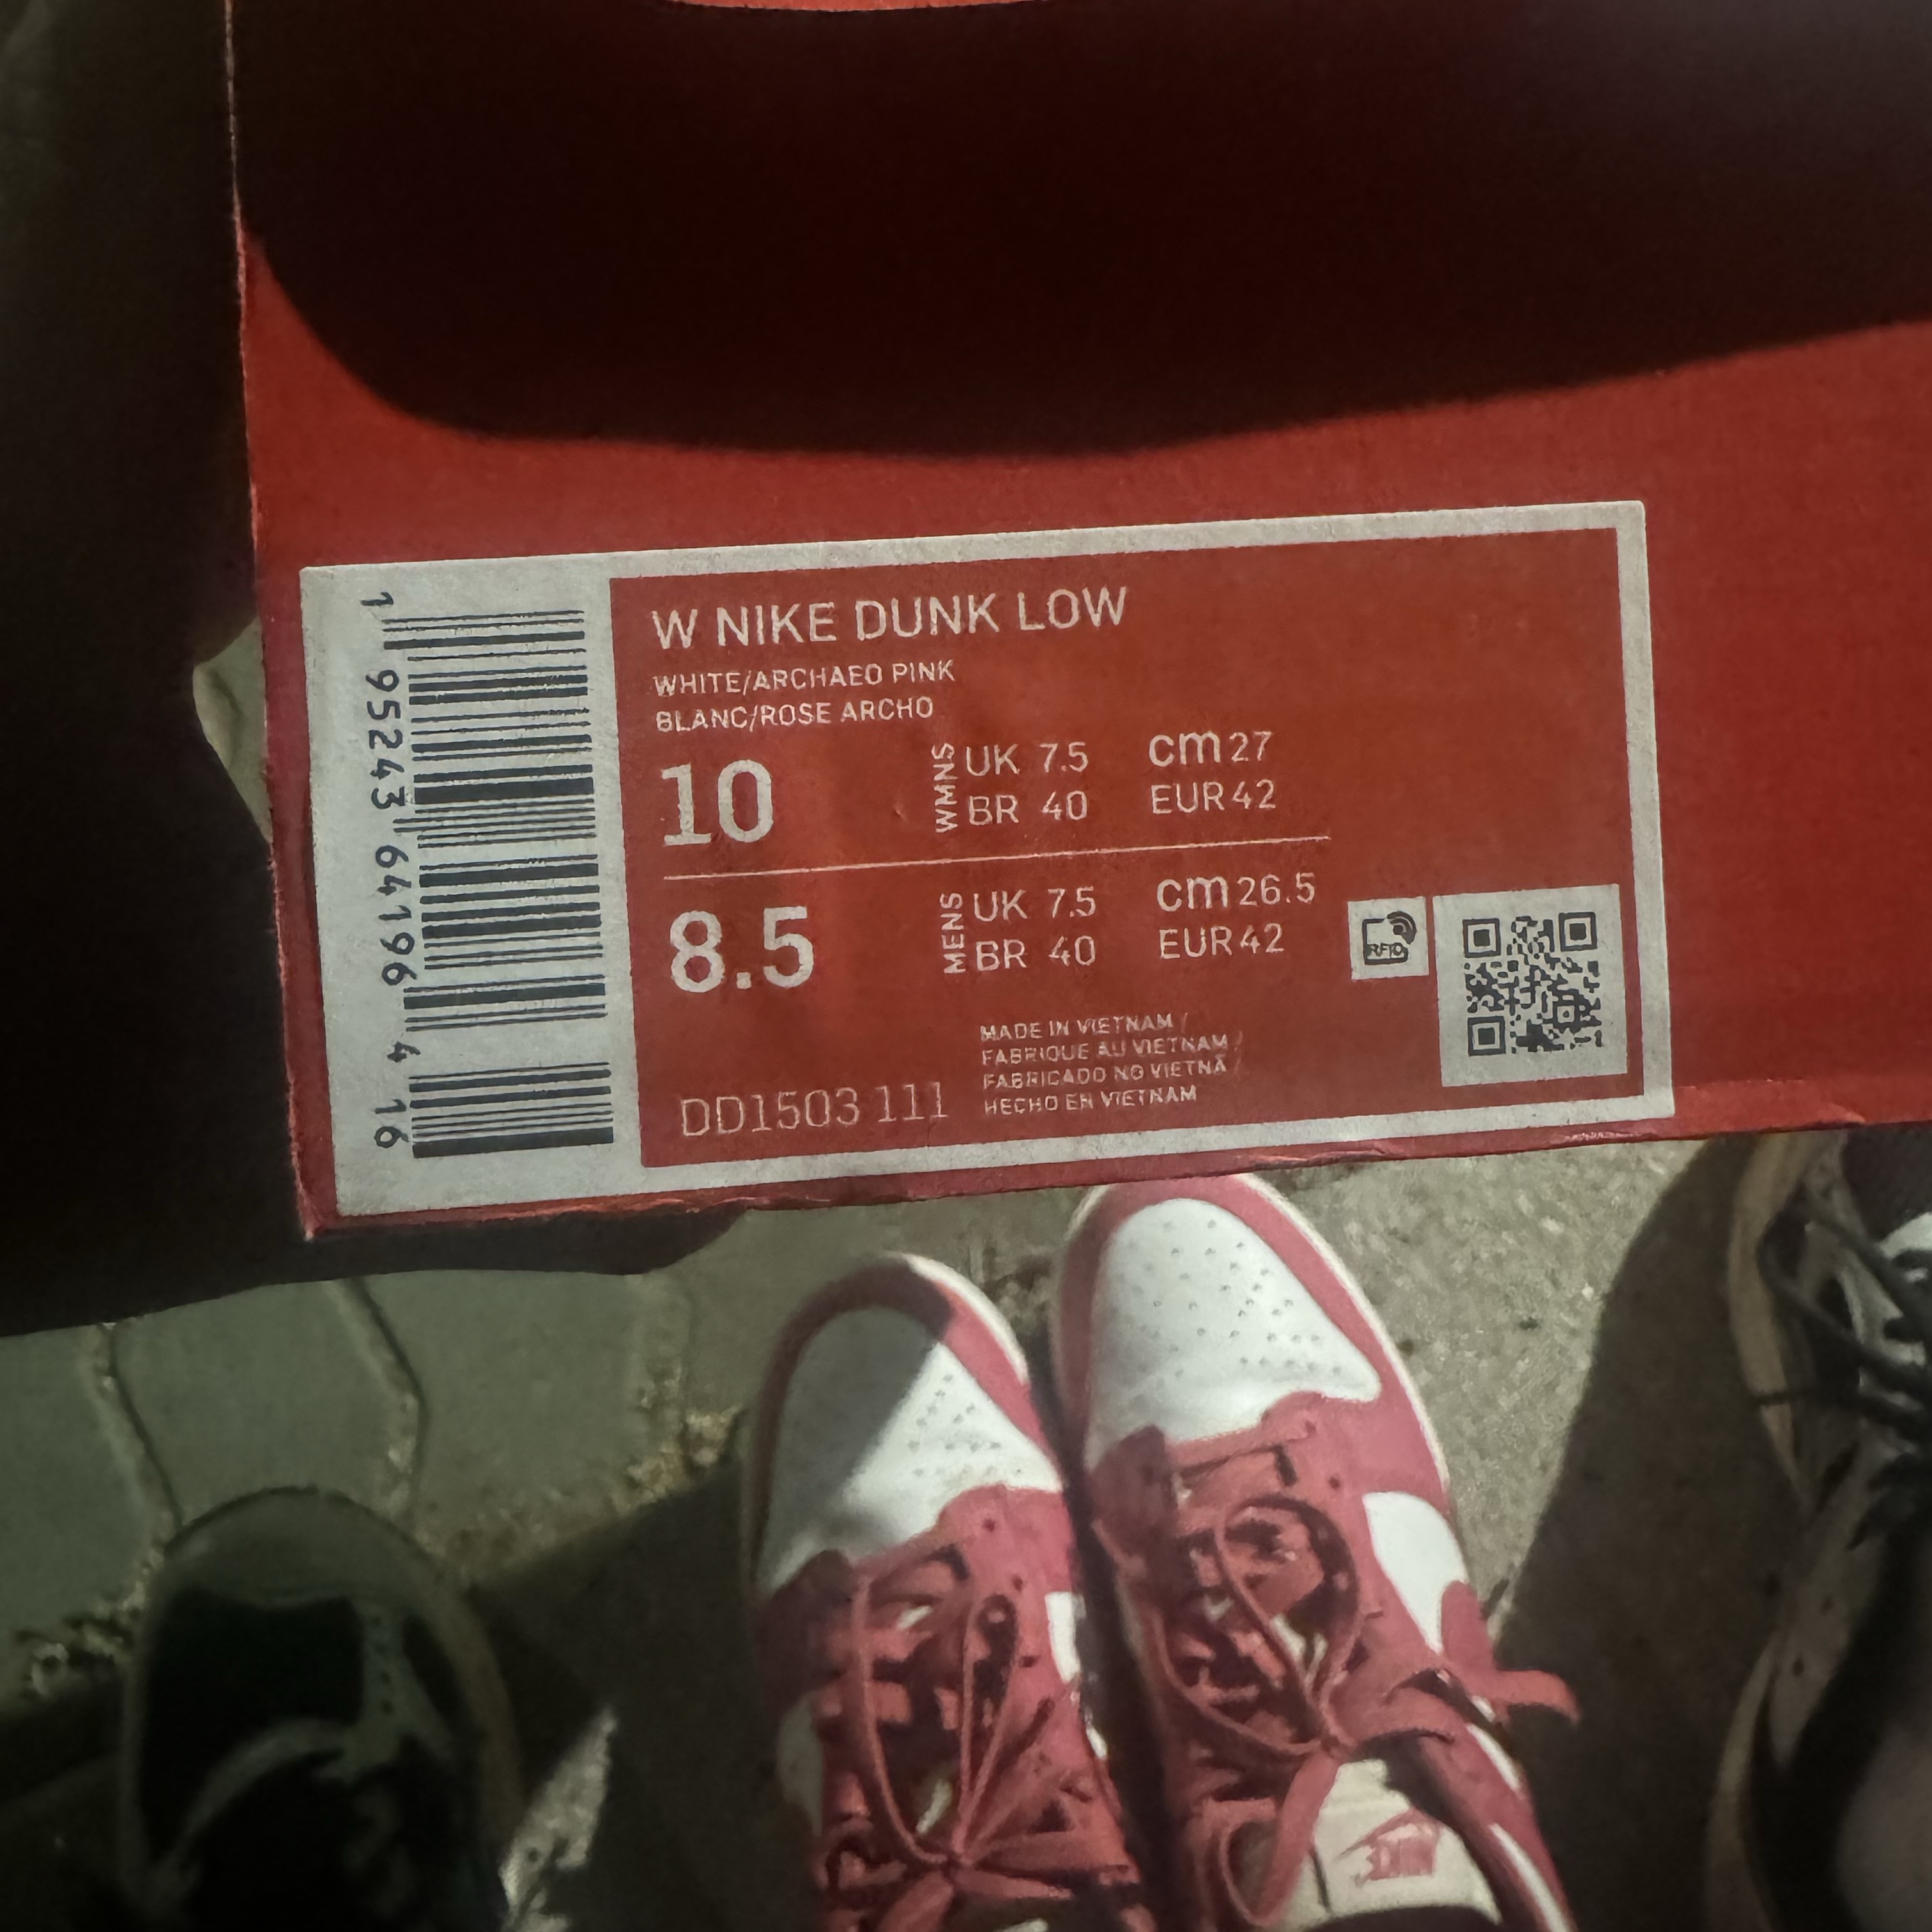 W NIKE DUNK LOW
WHITE/ARCHAEO PINK
BLANC/ROSE ARCHO
10
WMNS
UK 7.5
cm 27
BR 40
EUR 42
8.5
MENS
UK 7.5
cm 26.5
BR 40
EUR 42
RFID
MADE IN VIETNAM /
FABRIQUE AU VIETNAM /
FABRICADO NO VIETNÃ /
HECHO EN VIETNAM
DD1503 111
1 95243 64196 4 16